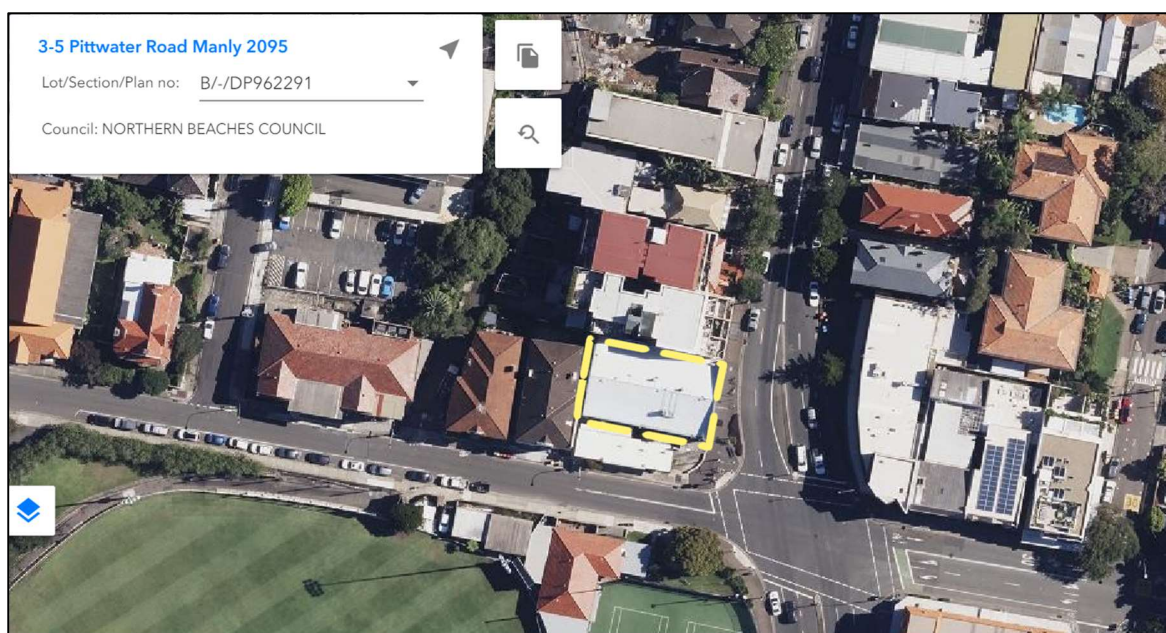 3-5 Pittwater Road Manly 2095
Lot/Section/Plan no: B/-/DP962291
Council: NORTHERN BEACHES COUNCIL